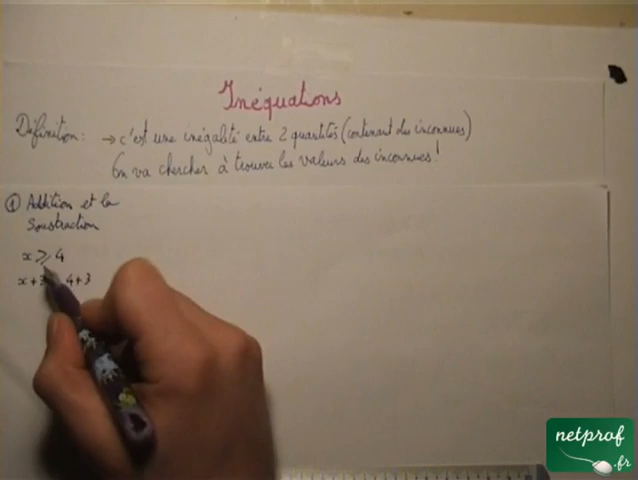 Inéquations
Définition: → c'est une inégalité entre 2 quantités (contenant des inconnues)
On va chercher à trouver les valeurs des inconnues!
① Addition et la
Soustraction
x ⩾ 4
x+3 4+3
netprof
.fr